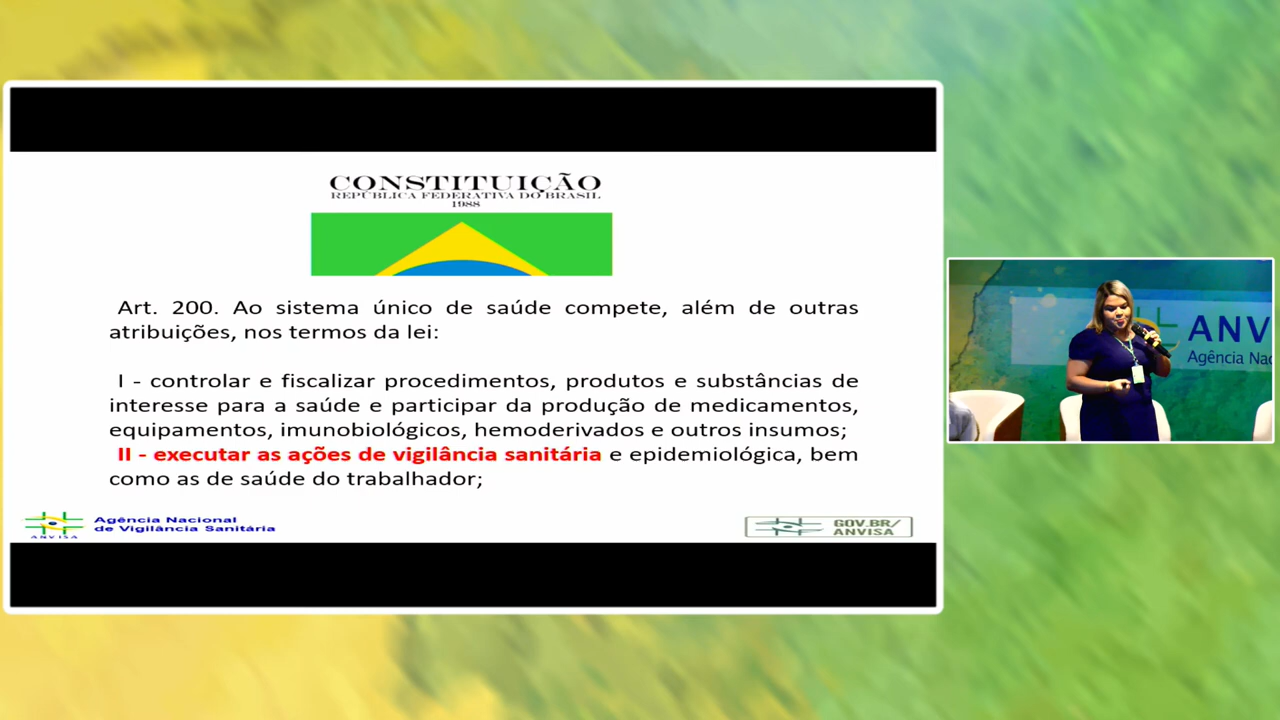 CONSTITUIÇÃO
REPÚBLICA FEDERATIVA DO BRASIL
1988
Art. 200. Ao sistema único de saúde compete, além de outras
atribuições, nos termos da lei:
I - controlar e fiscalizar procedimentos, produtos e substâncias de
interesse para a saúde e participar da produção de medicamentos,
equipamentos, imunobiológicos, hemoderivados e outros insumos;
II - executar as ações de vigilância sanitária e epidemiológica, bem
como as de saúde do trabalhador;
Agência Nacional
de Vigilância Sanitária
ANVISA
GOV.BR/
ANVISA
ANV
Agência Nac